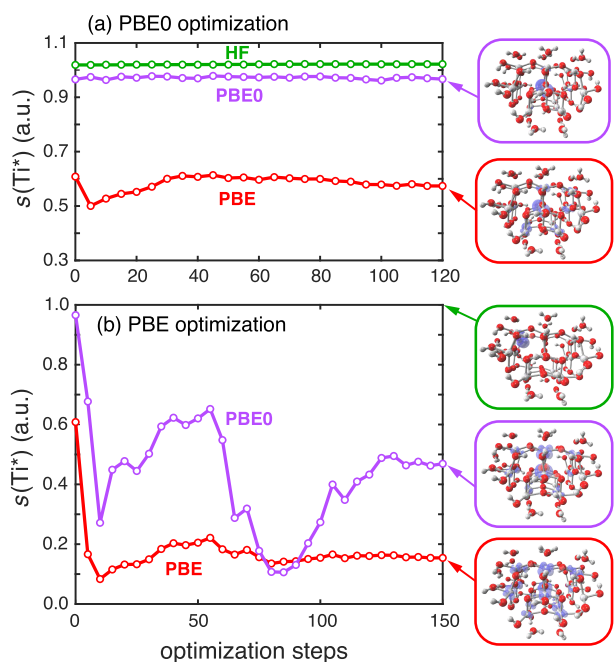 (a) PBE0 optimization
1.1
0.9
0.7
0.5
0.3
s(Ti*) (a.u.)
HF
PBE0
PBE
0 20 40 60 80 100 120
(b) PBE optimization
1.0
0.8
0.6
0.4
0.2
0.0
s(Ti*) (a.u.)
PBE0
PBE
0 50 100 150
optimization steps